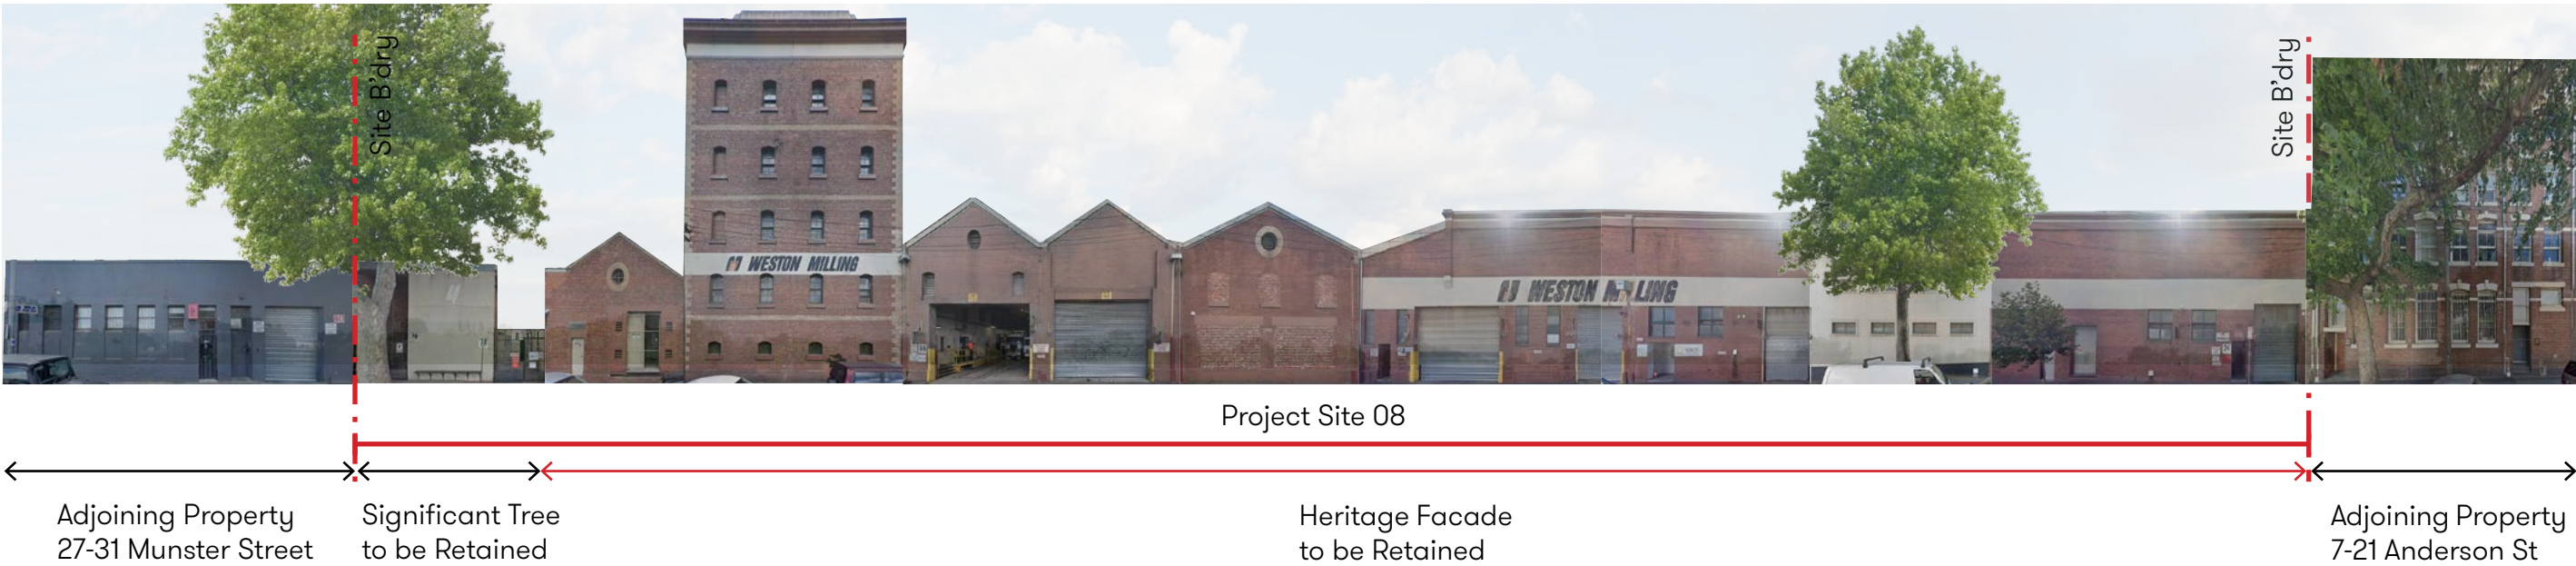 Site B'dry
Site B'dry
WESTON MILLING
WESTON MILLING
Project Site 08
Adjoining Property
27-31 Munster Street
Significant Tree
to be Retained
Heritage Facade
to be Retained
Adjoining Property
7-21 Anderson St